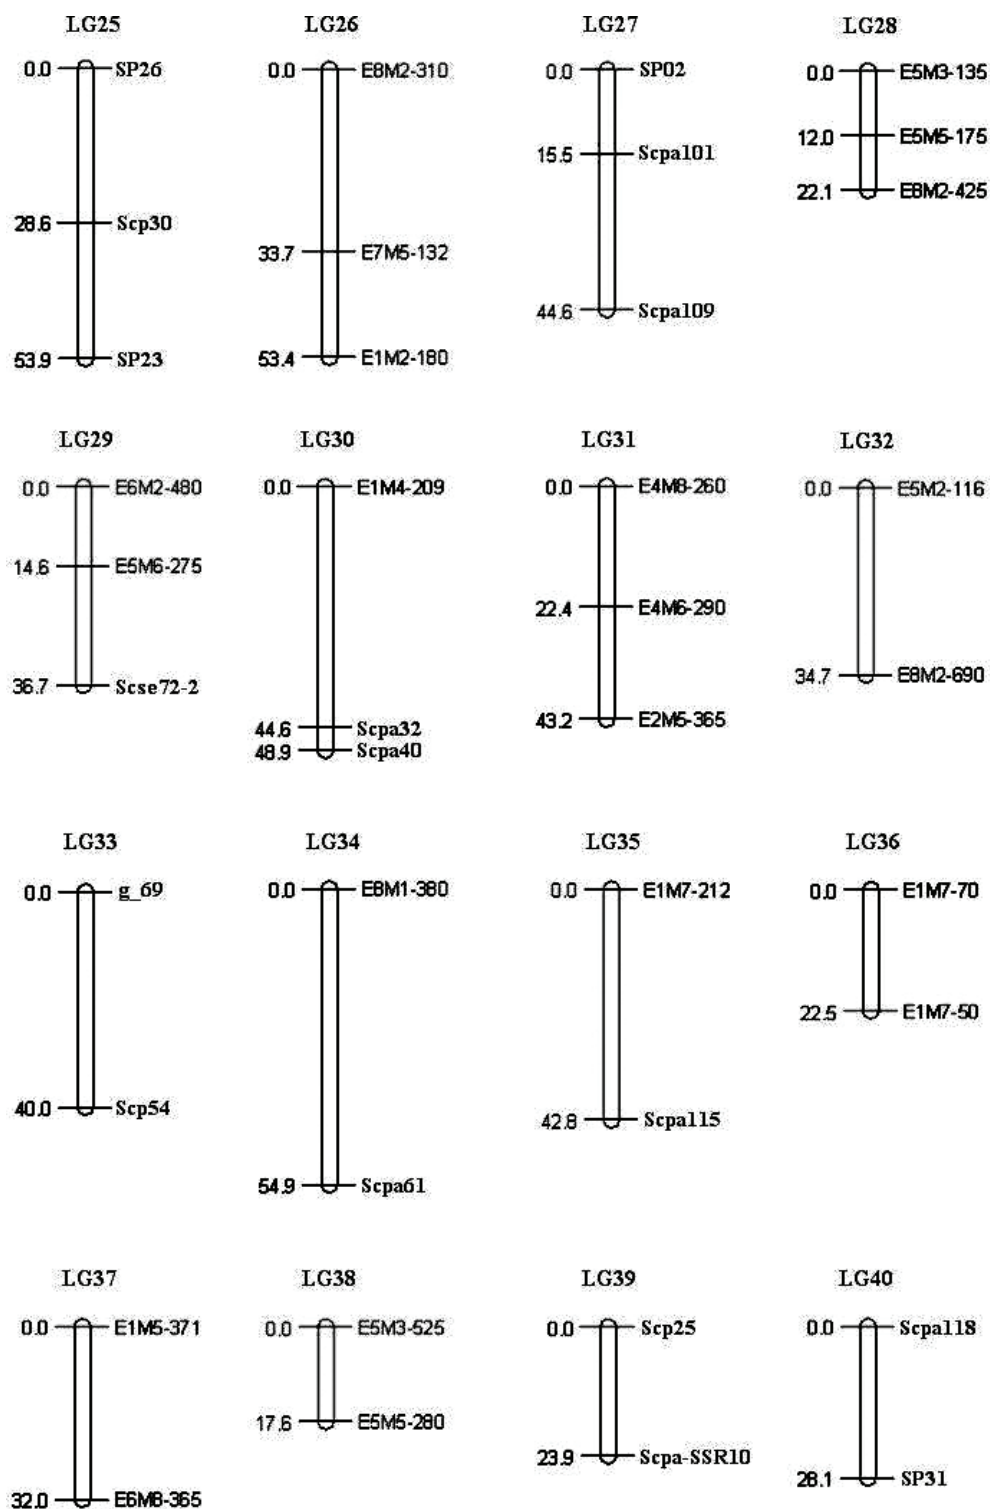 LG25 LG26 LG27 LG28
0.0 SP26 0.0 E8M2-310 0.0 SP02 0.0 E5M3-135
12.0 E5M5-175
15.5 Scpa101
22.1 E8M2-425
28.6 Scp30
33.7 E7M5-132
44.6 Scpa109
53.9 SP23 53.4 E1M2-180
LG29 LG30 LG31 LG32
0.0 E6M2-480 0.0 E1M4-209 0.0 E4M8-260 0.0 E5M2-116
14.6 E5M6-275
22.4 E4M6-290
36.7 Scse72-2 34.7 E8M2-690
44.6 Scpa32 43.2 E2M5-365
48.9 Scpa40
LG33 LG34 LG35 LG36
0.0 g_69 0.0 E8M1-380 0.0 E1M7-212 0.0 E1M7-70
22.5 E1M7-50
40.0 Scp54 42.8 Scpa115
54.9 Scpa61
LG37 LG38 LG39 LG40
0.0 E1M5-371 0.0 E5M3-525 0.0 Scp25 0.0 Scpa118
17.6 E5M5-280
23.9 Scpa-SSR10
28.1 SP31
32.0 E6M8-365